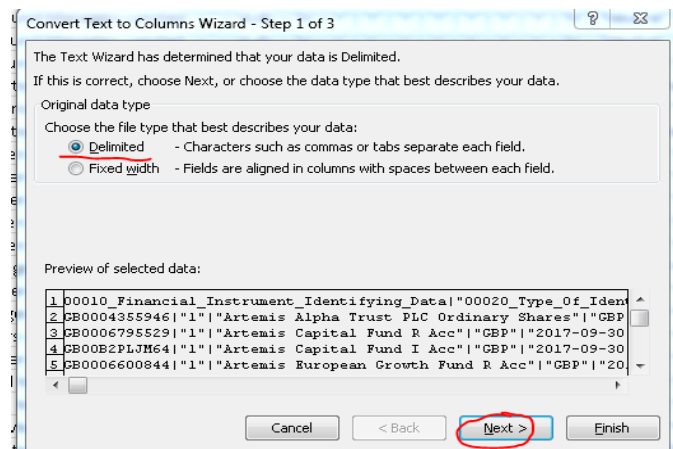 Convert Text to Columns Wizard - Step 1 of 3
The Text Wizard has determined that your data is Delimited.
If this is correct, choose Next, or choose the data type that best describes your data.
Original data type
Choose the file type that best describes your data:
Delimited - Characters such as commas or tabs separate each field.
Fixed width - Fields are aligned in columns with spaces between each field.
Preview of selected data:
1 00010_Financial_Instrument_Identifying_Data|"00020_Type_Of_Ident
2 GB0004355946|"1"|"Artemis Alpha Trust PLC Ordinary Shares"|"GBP
3 GB0006795529|"1"|"Artemis Capital Fund R Acc"|"GBP"|"2017-09-30
4 GB00B2PLJM64|"1"|"Artemis Capital Fund I Acc"|"GBP"|"2017-09-30
5 GB0006600844|"1"|"Artemis European Growth Fund R Acc"|"GBP"|"20
Cancel < Back Next > Finish